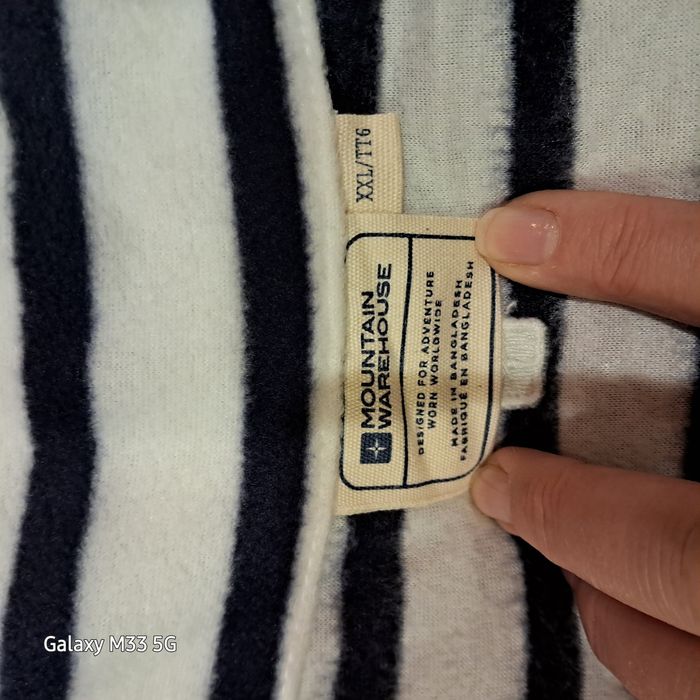 XXL/TT6
MOUNTAIN
WAREHOUSE
DESIGNED FOR ADVENTURE
WORN WORLDWIDE
MADE IN BANGLADESH
FABRIQUÉ EN BANGLADESH
Galaxy M33 5G